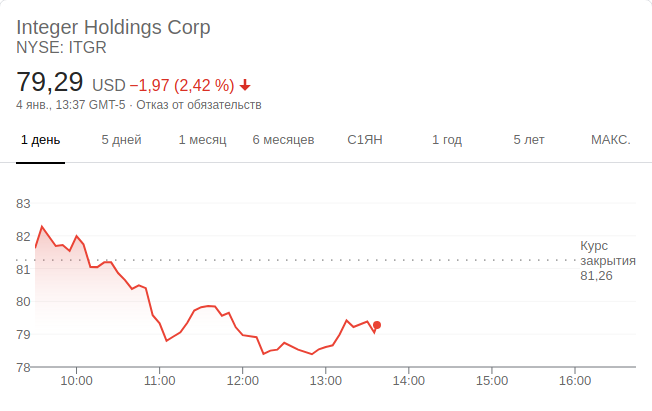 Integer Holdings Corp
NYSE: ITGR
79,29 USD −1,97 (2,42 %)
4 янв., 13:37 GMT-5 · Отказ от обязательств
1 день 5 дней 1 месяц 6 месяцев С1ЯН 1 год 5 лет МАКС.
83
82
Курс
закрытия
81,26
81
80
79
78
10:00 11:00 12:00 13:00 14:00 15:00 16:00